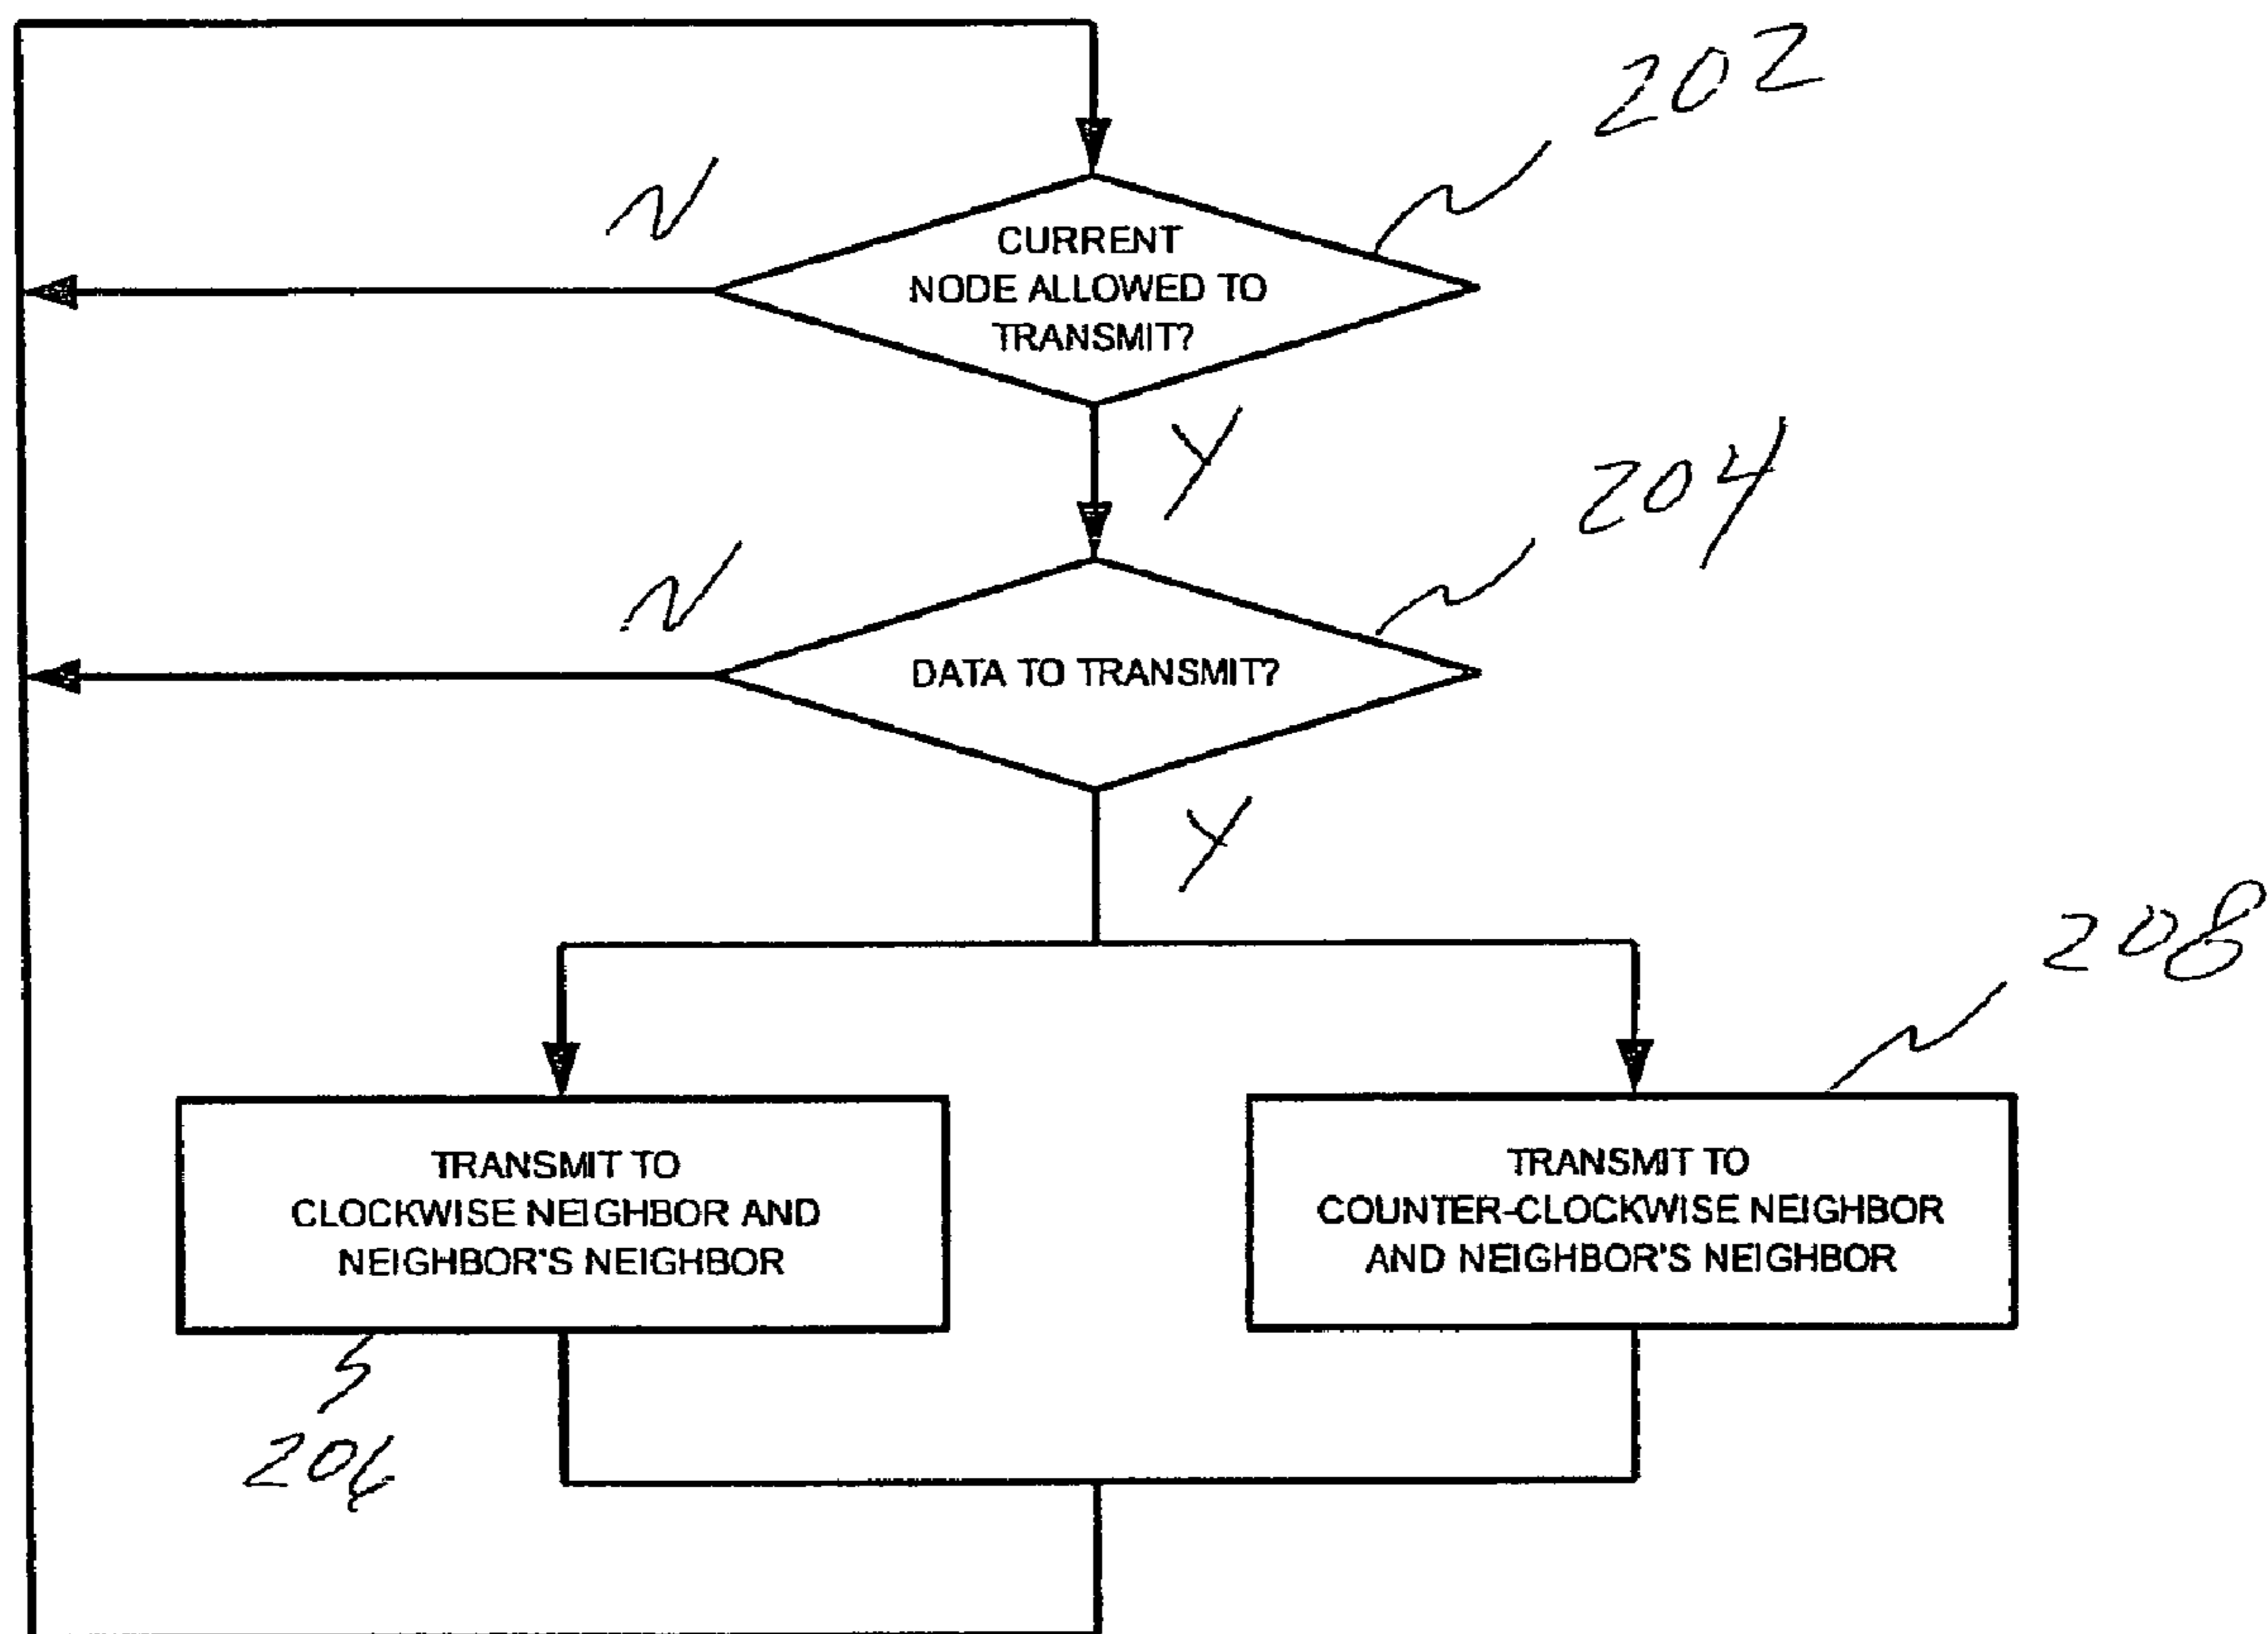 202
N
CURRENT
NODE ALLOWED TO
TRANSMIT?
Y
204
N
DATA TO TRANSMIT?
Y
208
TRANSMIT TO
CLOCKWISE NEIGHBOR AND
NEIGHBOR'S NEIGHBOR
TRANSMIT TO
COUNTER-CLOCKWISE NEIGHBOR
AND NEIGHBOR'S NEIGHBOR
206